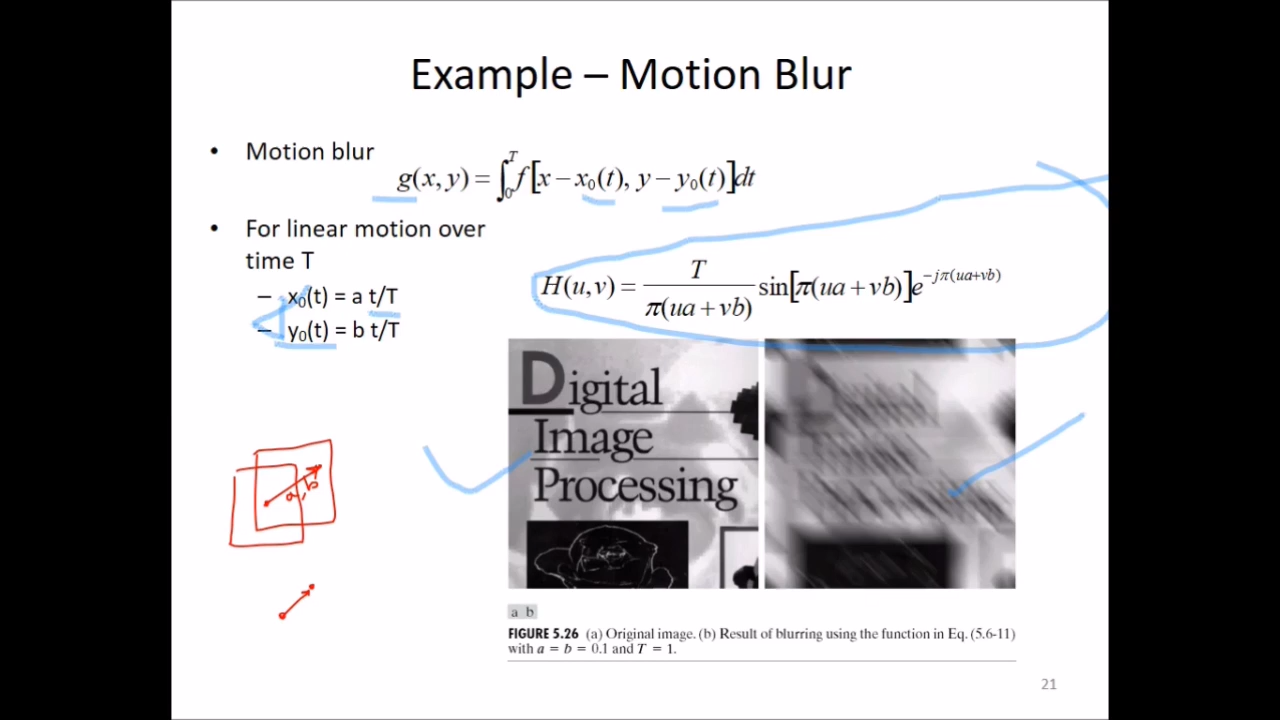 Example – Motion Blur
• Motion blur
g(x, y) = ∫₀ᵀ f[x − x₀(t), y − y₀(t)]dt
• For linear motion over
time T
– x₀(t) = a t/T
– y₀(t) = b t/T
H(u,v) = T / π(ua + vb) sin[π(ua + vb)]e^−jπ(ua+vb)
Digital
Image
Processing
a, b
a b
FIGURE 5.26 (a) Original image. (b) Result of blurring using the function in Eq. (5.6-11)
with a = b = 0.1 and T = 1.
21